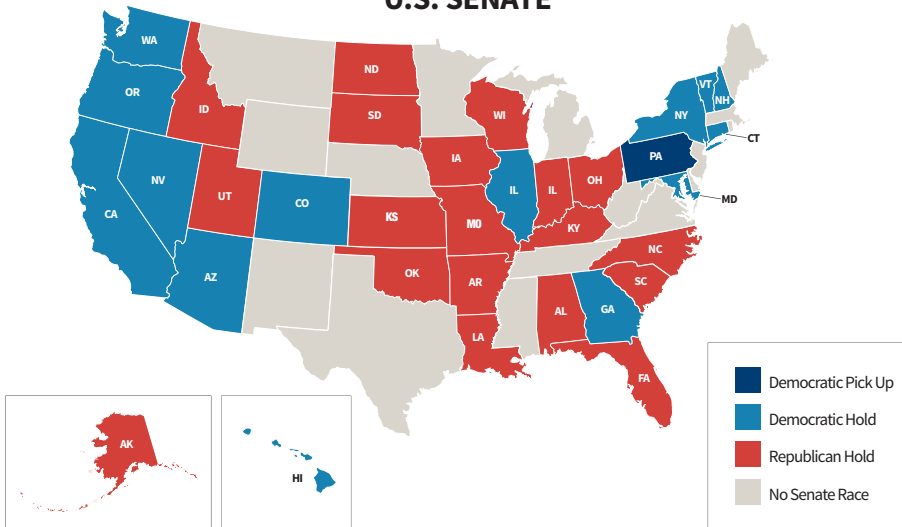 U.S. SENATE
WA
OR
ID
ND
SD
WI
VT
NH
NY
CT
PA
MD
IA
NV
UT
CO
CA
IL
IL
OH
KS
MO
KY
AZ
OK
AR
NC
SC
AL
GA
LA
FA
AK
HI
Democratic Pick Up
Democratic Hold
Republican Hold
No Senate Race